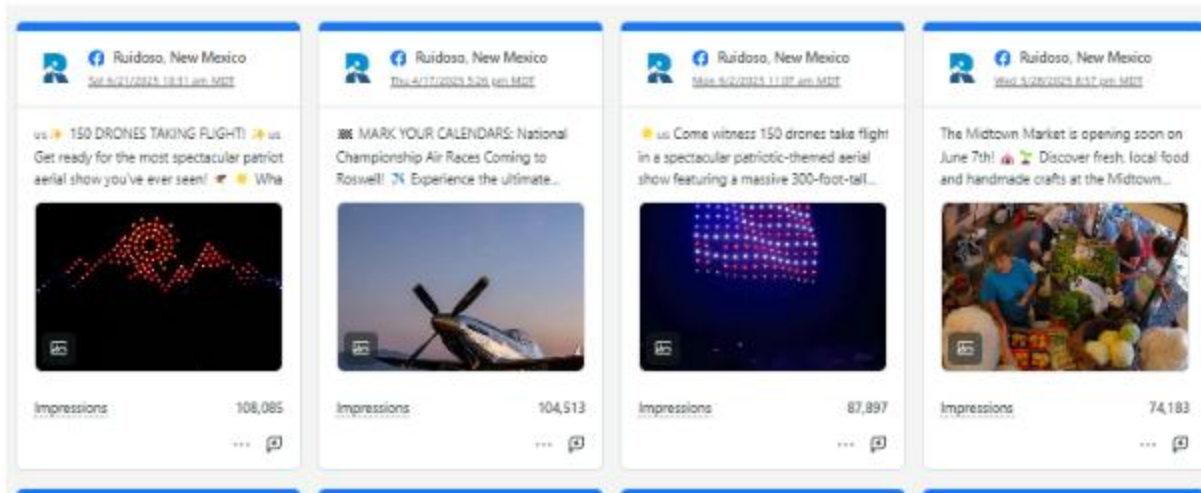 Ruidoso, New Mexico
Sat 6/21/2025 10:31 am MDT
us ✨ 150 DRONES TAKING FLIGHT! ✨ us
Get ready for the most spectacular patriot
aerial show you've ever seen! 🦅 🌟 Wha
Impressions 108,085
Ruidoso, New Mexico
Thu 4/17/2025 5:26 pm MDT
🏁 MARK YOUR CALENDARS: National
Championship Air Races Coming to
Roswell! ✈️ Experience the ultimate...
Impressions 104,513
Ruidoso, New Mexico
Mon 6/2/2025 11:07 am MDT
🌟 us Come witness 150 drones take flight
in a spectacular patriotic-themed aerial
show featuring a massive 300-foot-tall...
Impressions 87,897
Ruidoso, New Mexico
Wed 5/28/2025 8:57 pm MDT
The Midtown Market is opening soon on
June 7th! 🎪 🌱 Discover fresh, local food
and handmade crafts at the Midtown...
Impressions 74,183